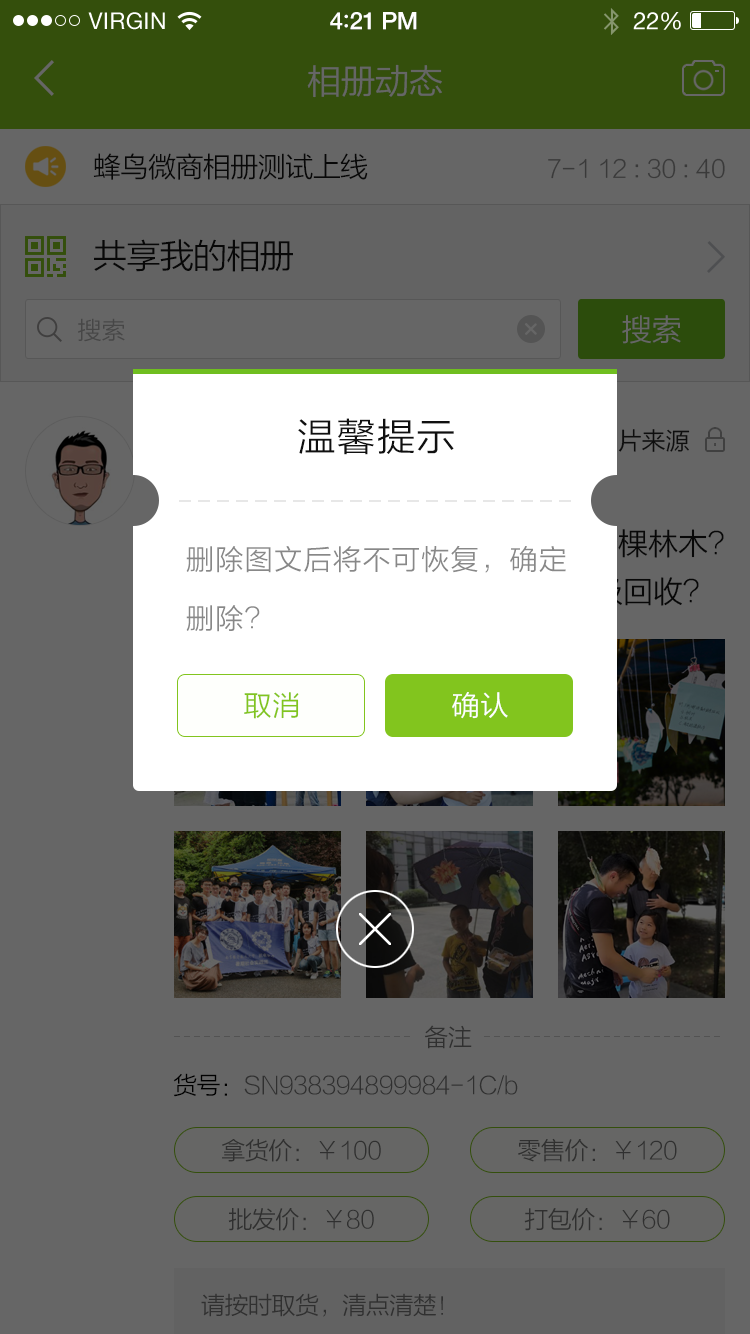 VIRGIN
4:21 PM
22%
相册动态
蜂鸟微商相册测试上线
7-1 12 : 30 : 40
共享我的相册
搜索
搜索
片来源
温馨提示
棵林木?
回收?
删除图文后将不可恢复，确定
删除?
取消
确认
备注
货号：SN938394899984-1C/b
拿货价：￥100
零售价：￥120
批发价：￥80
打包价：￥60
请按时取货，清点清楚!